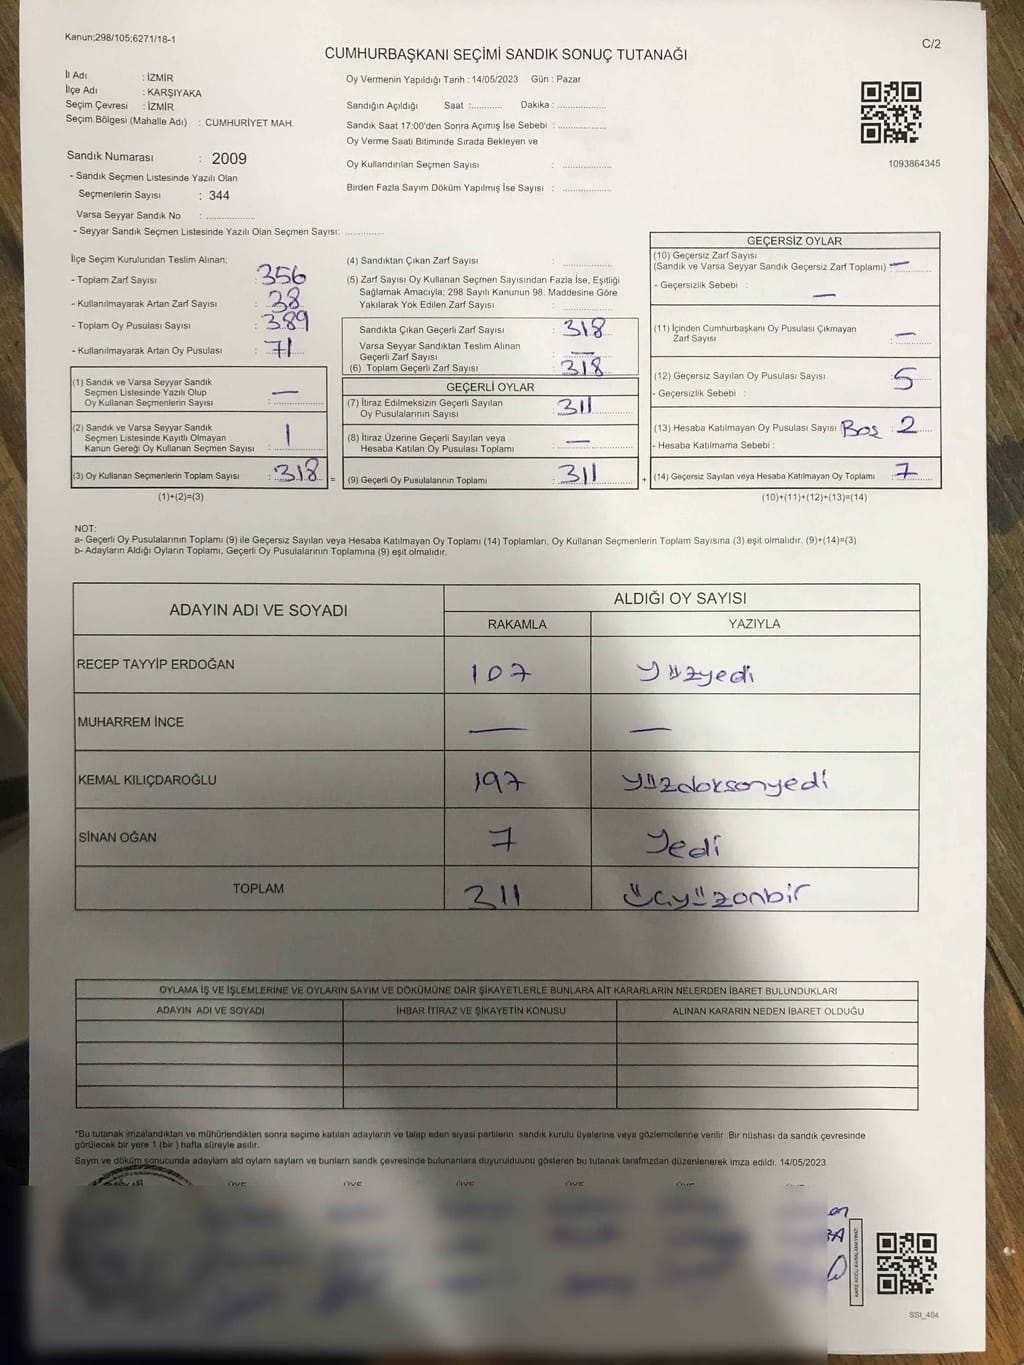 Kanun;298/105;6271/18-1
C/2
CUMHURBAŞKANI SEÇİMİ SANDIK SONUÇ TUTANAĞI
İl Adı : İZMİR
İlçe Adı : KARŞIYAKA
Seçim Çevresi : İZMİR
Seçim Bölgesi (Mahalle Adı) : CUMHURİYET MAH.
Sandık Numarası : 2009
- Sandık Seçmen Listesinde Yazılı Olan
Seçmenlerin Sayısı : 344
Varsa Seyyar Sandık No : ..................
- Seyyar Sandık Seçmen Listesinde Yazılı Olan Seçmen Sayısı: ..............
Oy Vermenin Yapıldığı Tarih : 14/05/2023 Gün : Pazar
Sandığın Açıldığı Saat :........... Dakika : ..................
Sandık Saat 17:00'den Sonra Açımış İse Sebebi : ..................
Oy Verme Saati Bitiminde Sırada Bekleyen ve
Oy Kullandırılan Seçmen Sayısı : ..................
Birden Fazla Sayım Döküm Yapılmış İse Sayısı : ..................
1093864345
İlçe Seçim Kurulundan Teslim Alınan;
- Toplam Zarf Sayısı : 356
- Kullanılmayarak Artan Zarf Sayısı : 38
- Toplam Oy Pusulası Sayısı : 389
- Kullanılmayarak Artan Oy Pusulası : 71
(1) Sandık ve Varsa Seyyar Sandık
Seçmen Listesinde Yazılı Olup
Oy Kullanan Seçmenlerin Sayısı : —
(2) Sandık ve Varsa Seyyar Sandık
Seçmen Listesinde Kayıtlı Olmayan
Kanun Gereği Oy Kullanan Seçmen Sayısı : 1
(3) Oy Kullanan Seçmenlerin Toplam Sayısı : 318 =
(1)+(2)=(3)
(4) Sandıktan Çıkan Zarf Sayısı : ..................
(5) Zarf Sayısı Oy Kullanan Seçmen Sayısından Fazla İse, Eşitliği
Sağlamak Amacıyla; 298 Sayılı Kanunun 98. Maddesine Göre
Yakılarak Yok Edilen Zarf Sayısı : ..................
Sandıkta Çıkan Geçerli Zarf Sayısı : 318
Varsa Seyyar Sandıktan Teslim Alınan
Geçerli Zarf Sayısı : —
(6) Toplam Geçerli Zarf Sayısı : 318
GEÇERLİ OYLAR
(7) İtiraz Edilmeksizin Geçerli Sayılan
Oy Pusulalarının Sayısı : 311
(8) İtiraz Üzerine Geçerli Sayılan veya
Hesaba Katılan Oy Pusulası Toplamı : —
(9) Geçerli Oy Pusulalarının Toplamı : 311 +
GEÇERSİZ OYLAR
(10) Geçersiz Zarf Sayısı
(Sandık ve Varsa Seyyar Sandık Geçersiz Zarf Toplamı) : —
- Geçersizlik Sebebi : —
(11) İçinden Cumhurbaşkanı Oy Pusulası Çıkmayan
Zarf Sayısı : —
(12) Geçersiz Sayılan Oy Pusulası Sayısı : 5
- Geçersizlik Sebebi :
(13) Hesaba Katılmayan Oy Pusulası Sayısı Boş : 2
- Hesaba Katılmama Sebebi :
(14) Geçersiz Sayılan veya Hesaba Katılmayan Oy Toplamı : 7
(10)+(11)+(12)+(13)=(14)
NOT:
a- Geçerli Oy Pusulalarının Toplamı (9) ile Geçersiz Sayılan veya Hesaba Katılmayan Oy Toplamı (14) Toplamları, Oy Kullanan Seçmenlerin Toplam Sayısına (3) eşit olmalıdır. (9)+(14)=(3)
b- Adayların Aldığı Oyların Toplamı, Geçerli Oy Pusulalarının Toplamına (9) eşit olmalıdır.
ADAYIN ADI VE SOYADI ALDIĞI OY SAYISI
RAKAMLA YAZIYLA
RECEP TAYYİP ERDOĞAN 107 Yüzyedi
MUHARREM İNCE — —
KEMAL KILIÇDAROĞLU 197 Yüzdoksanyedi
SİNAN OĞAN 7 Yedi
TOPLAM 311 üçyüzonbir
OYLAMA İŞ VE İŞLEMLERİNE VE OYLARIN SAYIM VE DÖKÜMÜNE DAİR ŞİKAYETLERLE BUNLARA AİT KARARLARIN NELERDEN İBARET BULUNDUKLARI
ADAYIN ADI VE SOYADI İHBAR İTİRAZ VE ŞİKAYETİN KONUSU ALINAN KARARIN NEDEN İBARET OLDUĞU
*Bu tutanak imzalandıktan ve mühürlendikten sonra seçime katılan adayların ve talep eden siyasi partilerin sandık kurulu üyelerine veya gözlemcilerine verilir. Bir nüshası da sandık çevresinde
görülecek bir yere 1 (bir ) hafta süreyle asılır.
Sayım ve döküm sonucunda adayların ald oyların sayların ve bunların sandk çevresinde bulunanlara duyurulduunu gösteren bu tutanak tarafmzdan düzenlenerek imza edildi. 14/05/2023
ÜYE ÜYE ÜYE ÜYE
SSI_404